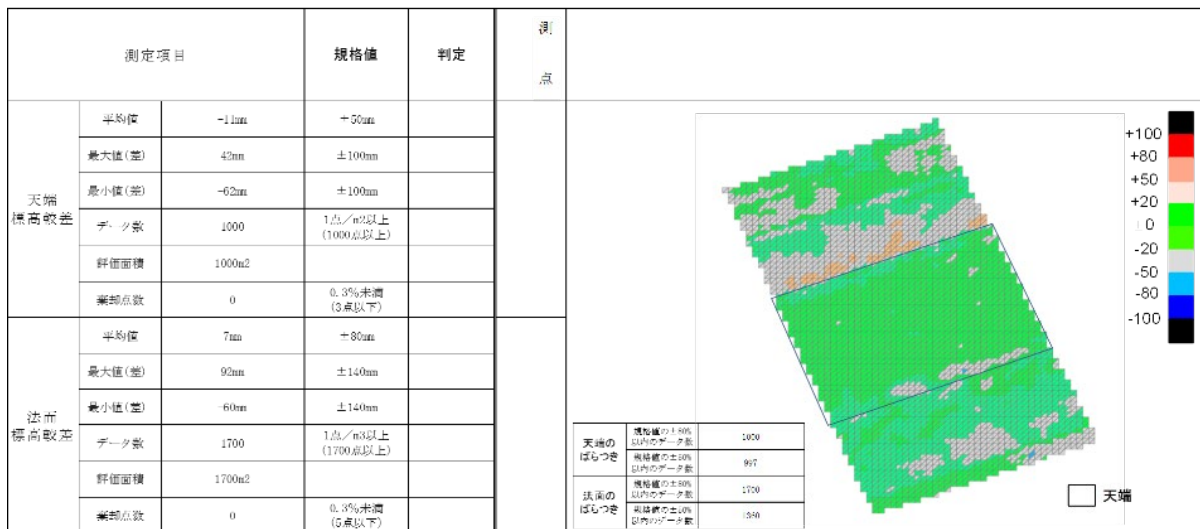 測定項目 規格値 判定 測点
天端
標高較差
平均値 -11mm ±50mm
最大値(差) 42mm ±100mm
最小値(差) -62mm ±100mm
データ数 1000 1点/m2以上
(1000点以上)
評価面積 1000m2
棄却点数 0 0.3%未満
(3点以下)
法面
標高較差
平均値 7mm ±80mm
最大値(差) 92mm ±140mm
最小値(差) -60mm ±140mm
データ数 1700 1点/m3以上
(1700点以上)
評価面積 1700m2
棄却点数 0 0.3%未満
(5点以下)
天端の
ばらつき
規格値の±80%
以内のデータ数 1000
規格値の±50%
以内のデータ数 997
法面の
ばらつき
規格値の±80%
以内のデータ数 1700
規格値の±50%
以内のデータ数
+100
+80
+50
+20
0
-20
-50
-80
-100
天端